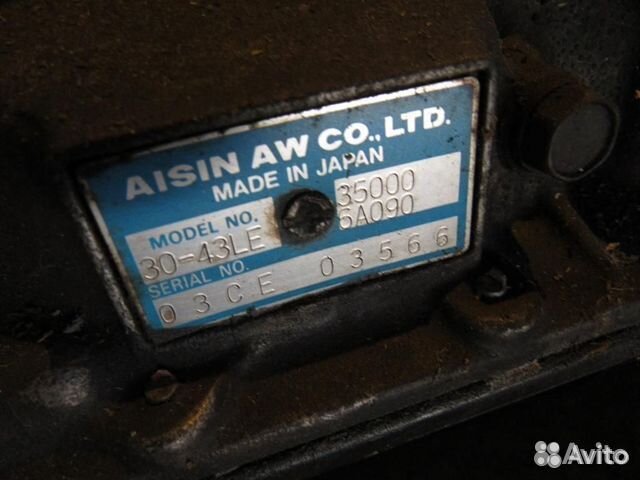 AISIN AW CO., LTD.
MADE IN JAPAN
MODEL NO. 35000
30-43LE 6A090
SERIAL NO.
03CE 03566
Avito